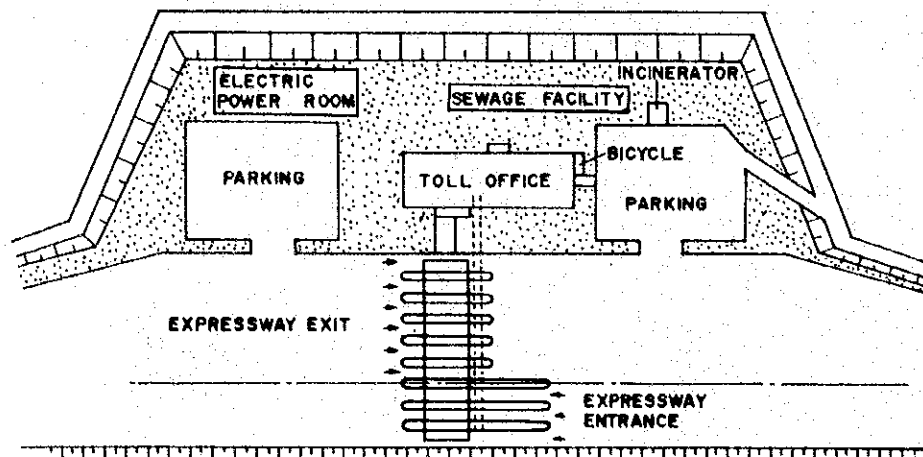 ELECTRIC
POWER ROOM
SEWAGE FACILITY
INCINERATOR
PARKING
TOLL OFFICE
BICYCLE
PARKING
EXPRESSWAY EXIT
EXPRESSWAY
ENTRANCE